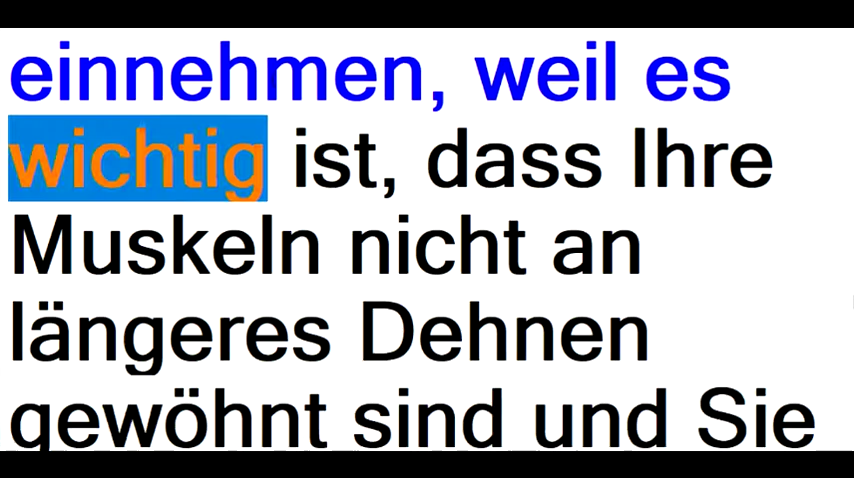 einnehmen, weil es
wichtig ist, dass Ihre
Muskeln nicht an
längeres Dehnen
gewöhnt sind und Sie